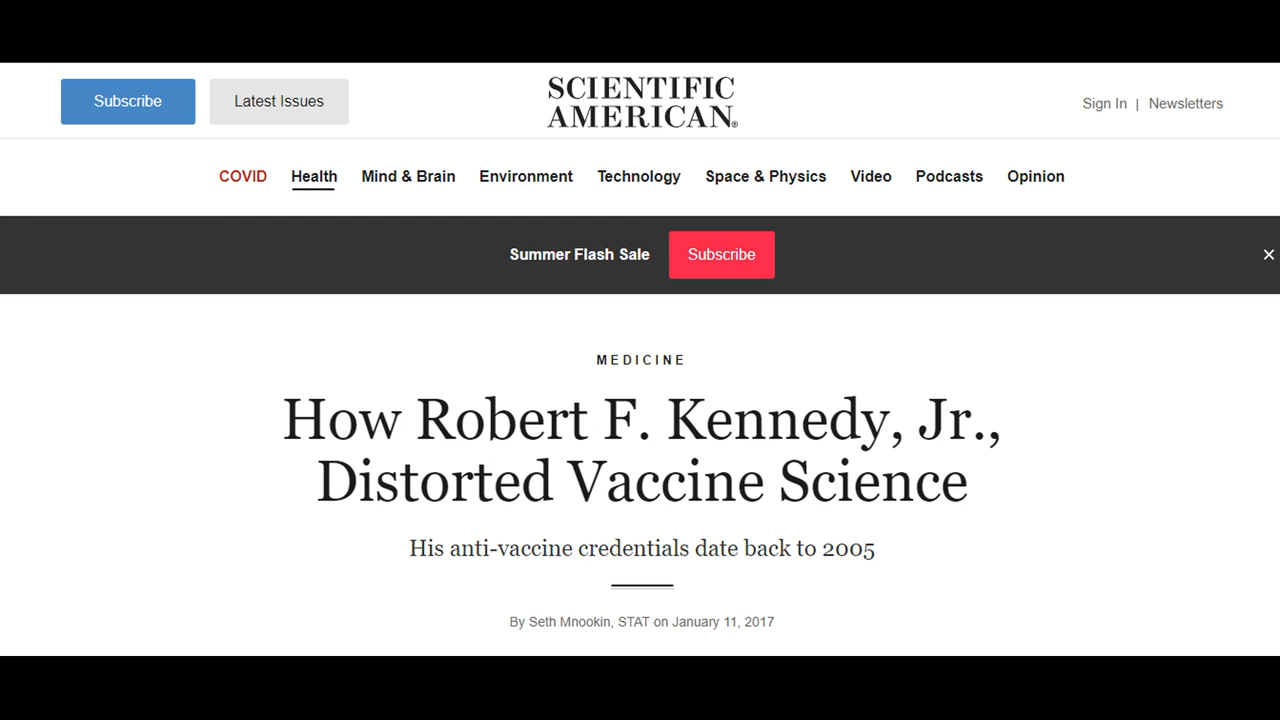 Subscribe
Latest Issues
SCIENTIFIC
AMERICAN®
Sign In | Newsletters
COVID Health Mind & Brain Environment Technology Space & Physics Video Podcasts Opinion
Summer Flash Sale Subscribe ×
MEDICINE
How Robert F. Kennedy, Jr.,
Distorted Vaccine Science
His anti-vaccine credentials date back to 2005
By Seth Mnookin, STAT on January 11, 2017